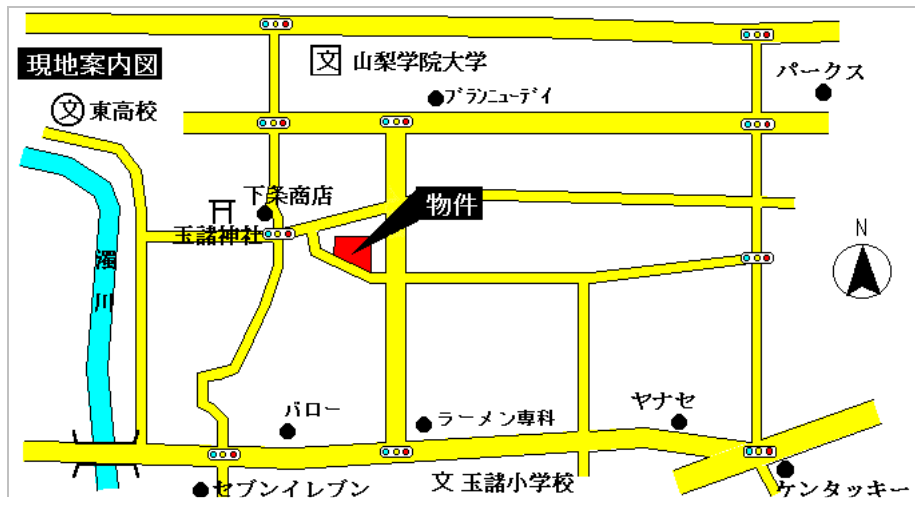 現地案内図
文 山梨学院大学
パークス
ブランニューデイ
文 東高校
下条商店
物件
玉諸神社
N
濁川
バロー
ラーメン専科
ヤナセ
文 玉諸小学校
セブンイレブン
ケンタッキー